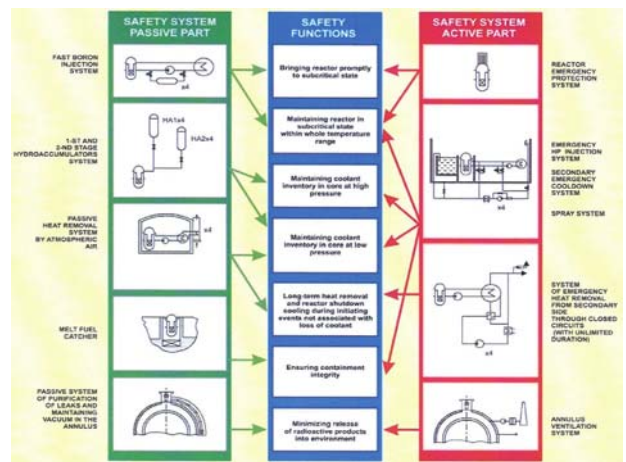 SAFETY SYSTEM
PASSIVE PART
SAFETY
FUNCTIONS
SAFETY SYSTEM
ACTIVE PART
FAST BORON
INJECTION
SYSTEM
x4
1-ST AND
2-ND STAGE
HYDROACCUMULATORS
SYSTEM
HA1x4
HA2x4
PASSIVE
HEAT REMOVAL
SYSTEM
BY ATMOSPHERIC
AIR
x4
MELT FUEL
CATCHER
PASSIVE SYSTEM
OF PURIFICATION
OF LEAKS AND
MAINTAINING
VACUUM IN THE
ANNULUS
Bringing reactor promptly
to subcritical state
Maintaining reactor in
subcritical state
within whole temperature
range
Maintaining coolant
inventory in core at high
pressure
Maintaining coolant
inventory in core at low
pressure
Long-term heat removal
and reactor shutdown
cooling during initiating
events not associated with
loss of coolant
Ensuring containment
integrity
Minimizing release
of radioactive products
into environment
REACTOR
EMERGENCY
PROTECTION
SYSTEM
EMERGENCY
HP INJECTION
SYSTEM
SECONDARY
EMERGENCY
COOLDOWN
SYSTEM
SPRAY SYSTEM
x4
SYSTEM
OF EMERGENCY
HEAT REMOVAL
FROM SECONDARY
SIDE
THROUGH CLOSED
CIRCUITS
(WITH UNLIMITED
DURATION)
x4
ANNULUS
VENTILATION
SYSTEM